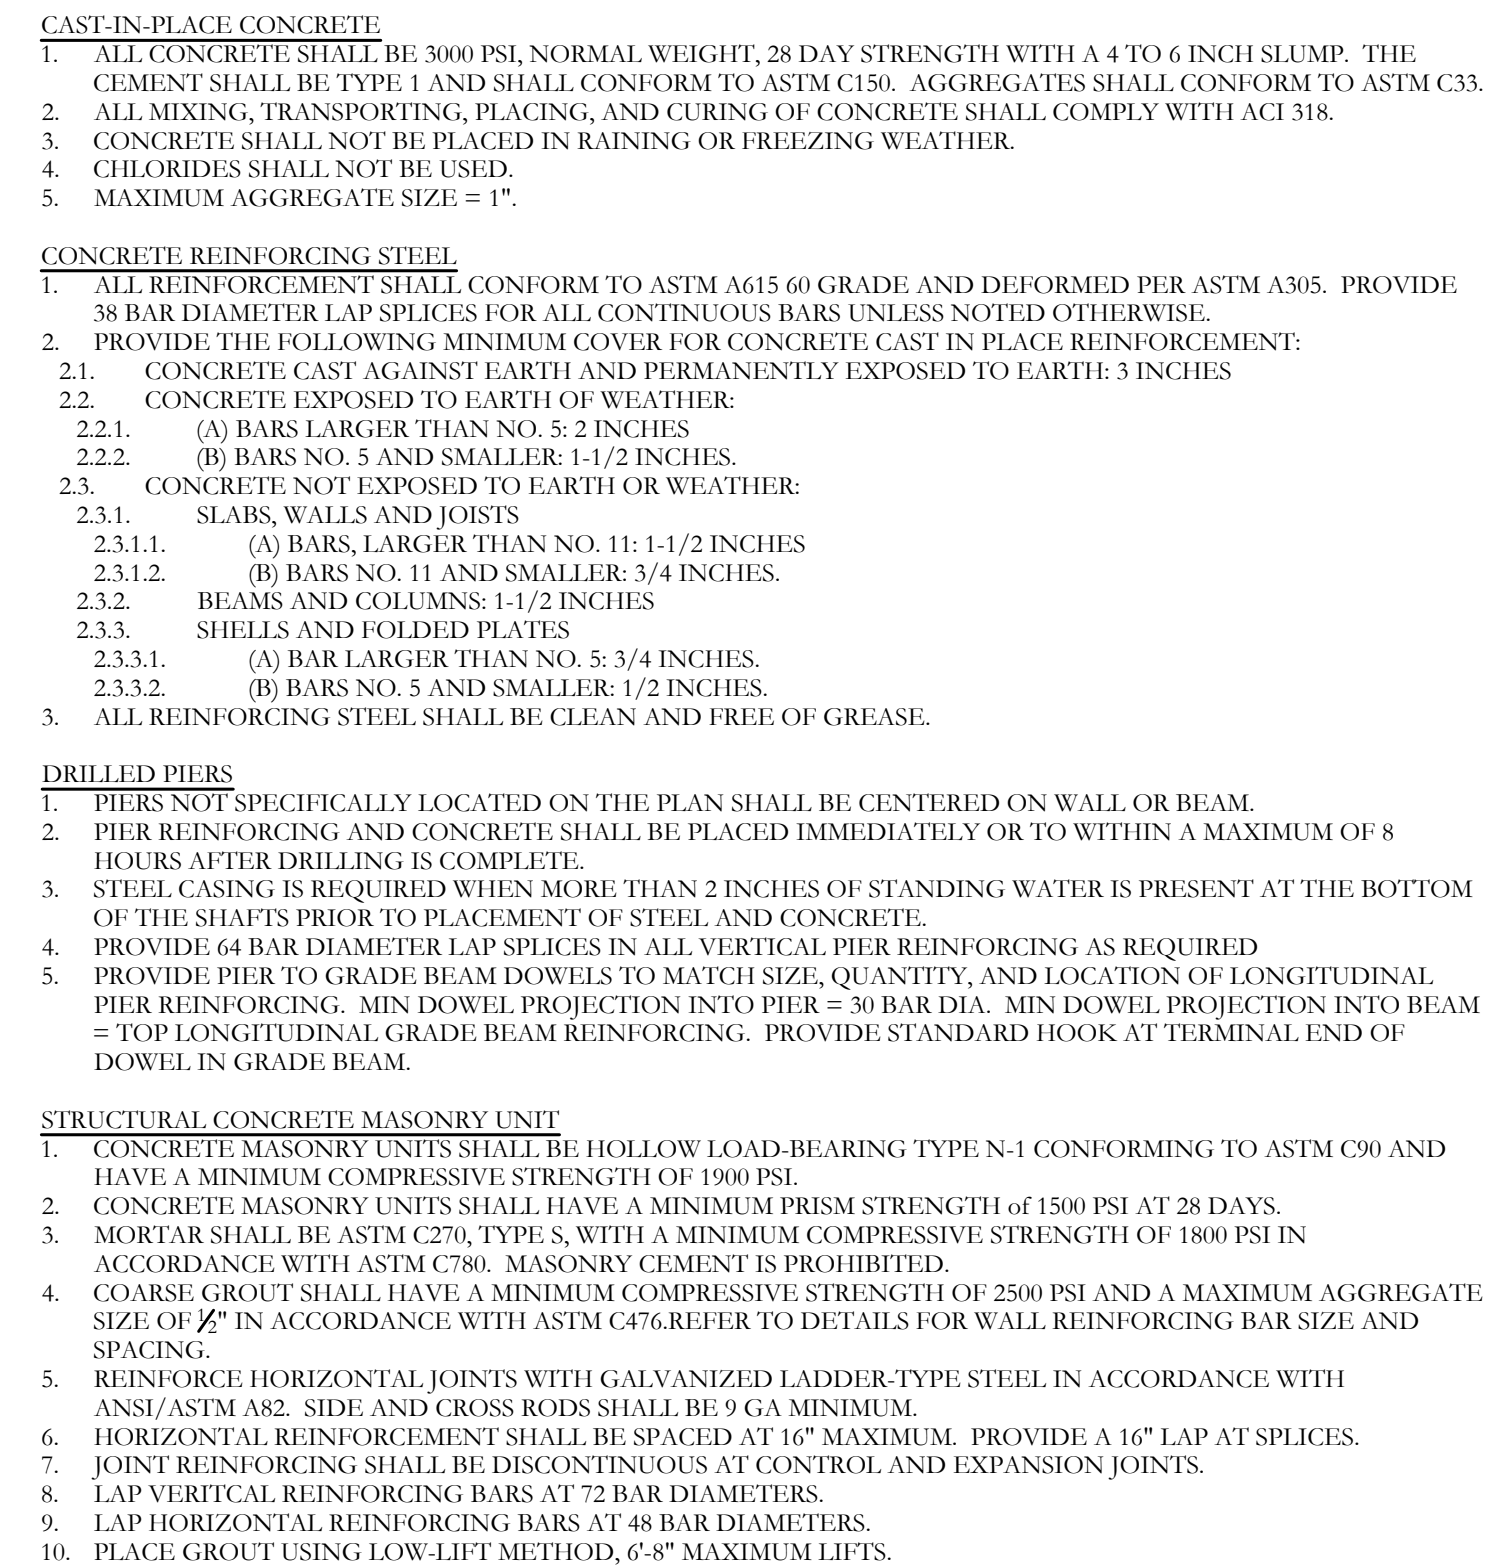 CAST-IN-PLACE CONCRETE
1. ALL CONCRETE SHALL BE 3000 PSI, NORMAL WEIGHT, 28 DAY STRENGTH WITH A 4 TO 6 INCH SLUMP. THE
CEMENT SHALL BE TYPE 1 AND SHALL CONFORM TO ASTM C150. AGGREGATES SHALL CONFORM TO ASTM C33.
2. ALL MIXING, TRANSPORTING, PLACING, AND CURING OF CONCRETE SHALL COMPLY WITH ACI 318.
3. CONCRETE SHALL NOT BE PLACED IN RAINING OR FREEZING WEATHER.
4. CHLORIDES SHALL NOT BE USED.
5. MAXIMUM AGGREGATE SIZE = 1".
CONCRETE REINFORCING STEEL
1. ALL REINFORCEMENT SHALL CONFORM TO ASTM A615 60 GRADE AND DEFORMED PER ASTM A305. PROVIDE
38 BAR DIAMETER LAP SPLICES FOR ALL CONTINUOUS BARS UNLESS NOTED OTHERWISE.
2. PROVIDE THE FOLLOWING MINIMUM COVER FOR CONCRETE CAST IN PLACE REINFORCEMENT:
2.1. CONCRETE CAST AGAINST EARTH AND PERMANENTLY EXPOSED TO EARTH: 3 INCHES
2.2. CONCRETE EXPOSED TO EARTH OF WEATHER:
2.2.1. (A) BARS LARGER THAN NO. 5: 2 INCHES
2.2.2. (B) BARS NO. 5 AND SMALLER: 1-1/2 INCHES.
2.3. CONCRETE NOT EXPOSED TO EARTH OR WEATHER:
2.3.1. SLABS, WALLS AND JOISTS
2.3.1.1. (A) BARS, LARGER THAN NO. 11: 1-1/2 INCHES
2.3.1.2. (B) BARS NO. 11 AND SMALLER: 3/4 INCHES.
2.3.2. BEAMS AND COLUMNS: 1-1/2 INCHES
2.3.3. SHELLS AND FOLDED PLATES
2.3.3.1. (A) BAR LARGER THAN NO. 5: 3/4 INCHES.
2.3.3.2. (B) BARS NO. 5 AND SMALLER: 1/2 INCHES.
3. ALL REINFORCING STEEL SHALL BE CLEAN AND FREE OF GREASE.
DRILLED PIERS
1. PIERS NOT SPECIFICALLY LOCATED ON THE PLAN SHALL BE CENTERED ON WALL OR BEAM.
2. PIER REINFORCING AND CONCRETE SHALL BE PLACED IMMEDIATELY OR TO WITHIN A MAXIMUM OF 8
HOURS AFTER DRILLING IS COMPLETE.
3. STEEL CASING IS REQUIRED WHEN MORE THAN 2 INCHES OF STANDING WATER IS PRESENT AT THE BOTTOM
OF THE SHAFTS PRIOR TO PLACEMENT OF STEEL AND CONCRETE.
4. PROVIDE 64 BAR DIAMETER LAP SPLICES IN ALL VERTICAL PIER REINFORCING AS REQUIRED
5. PROVIDE PIER TO GRADE BEAM DOWELS TO MATCH SIZE, QUANTITY, AND LOCATION OF LONGITUDINAL
PIER REINFORCING. MIN DOWEL PROJECTION INTO PIER = 30 BAR DIA. MIN DOWEL PROJECTION INTO BEAM
= TOP LONGITUDINAL GRADE BEAM REINFORCING. PROVIDE STANDARD HOOK AT TERMINAL END OF
DOWEL IN GRADE BEAM.
STRUCTURAL CONCRETE MASONRY UNIT
1. CONCRETE MASONRY UNITS SHALL BE HOLLOW LOAD-BEARING TYPE N-1 CONFORMING TO ASTM C90 AND
HAVE A MINIMUM COMPRESSIVE STRENGTH OF 1900 PSI.
2. CONCRETE MASONRY UNITS SHALL HAVE A MINIMUM PRISM STRENGTH of 1500 PSI AT 28 DAYS.
3. MORTAR SHALL BE ASTM C270, TYPE S, WITH A MINIMUM COMPRESSIVE STRENGTH OF 1800 PSI IN
ACCORDANCE WITH ASTM C780. MASONRY CEMENT IS PROHIBITED.
4. COARSE GROUT SHALL HAVE A MINIMUM COMPRESSIVE STRENGTH OF 2500 PSI AND A MAXIMUM AGGREGATE
SIZE OF ½" IN ACCORDANCE WITH ASTM C476.REFER TO DETAILS FOR WALL REINFORCING BAR SIZE AND
SPACING.
5. REINFORCE HORIZONTAL JOINTS WITH GALVANIZED LADDER-TYPE STEEL IN ACCORDANCE WITH
ANSI/ASTM A82. SIDE AND CROSS RODS SHALL BE 9 GA MINIMUM.
6. HORIZONTAL REINFORCEMENT SHALL BE SPACED AT 16" MAXIMUM. PROVIDE A 16" LAP AT SPLICES.
7. JOINT REINFORCING SHALL BE DISCONTINUOUS AT CONTROL AND EXPANSION JOINTS.
8. LAP VERITCAL REINFORCING BARS AT 72 BAR DIAMETERS.
9. LAP HORIZONTAL REINFORCING BARS AT 48 BAR DIAMETERS.
10. PLACE GROUT USING LOW-LIFT METHOD, 6'-8" MAXIMUM LIFTS.